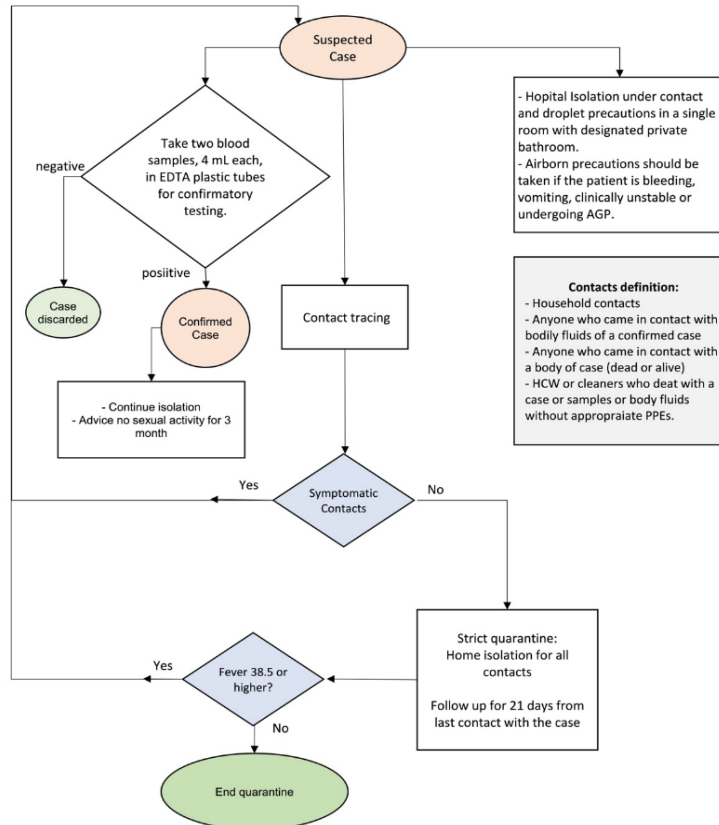 Suspected
Case
- Hopital Isolation under contact
and droplet precautions in a single
room with designated private
bathroom.
- Airborn precautions should be
taken if the patient is bleeding,
vomiting, clinically unstable or
undergoing AGP.
negative
Take two blood
samples, 4 mL each,
in EDTA plastic tubes
for confirmatory
testing.
posiitive
Case
discarded
Confirmed
Case
Contact tracing
Contacts definition:
- Household contacts
- Anyone who came in contact with
bodily fluids of a confirmed case
- Anyone who came in contact with
a body of case (dead or alive)
- HCW or cleaners who deat with a
case or samples or body fluids
without appropraiate PPEs.
- Continue isolation
- Advice no sexual activity for 3
month
Yes
Symptomatic
Contacts
No
Strict quarantine:
Home isolation for all
contacts
Follow up for 21 days from
last contact with the case
Yes
Fever 38.5 or
higher?
No
End quarantine